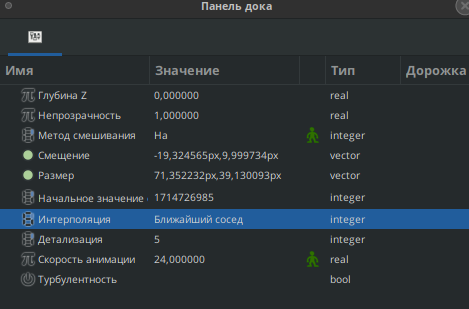 Панель дока
Имя Значение Тип Дорожка
Глубина Z 0,000000 real
Непрозрачность 1,000000 real
Метод смешивания На integer
Смещение -19,324565px,9,999734px vector
Размер 71,352232px,39,130093px vector
Начальное значение 1714726985 integer
Интерполяция Ближайший сосед integer
Детализация 5 integer
Скорость анимации 24,000000 real
Турбулентность bool